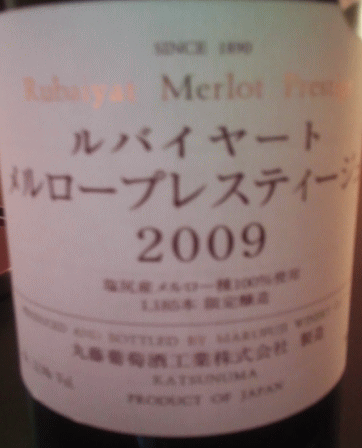 SINCE 1890
Rubaiyat Merlot Prestige
ルバイヤート
メルロープレスティージュ
2009
塩尻産メルロー種100%使用
1,185本 限定醸造
PRODUCED AND BOTTLED BY MARUFUJI WINERY
丸藤葡萄酒工業株式会社 製造
KATSUNUMA
PRODUCT OF JAPAN